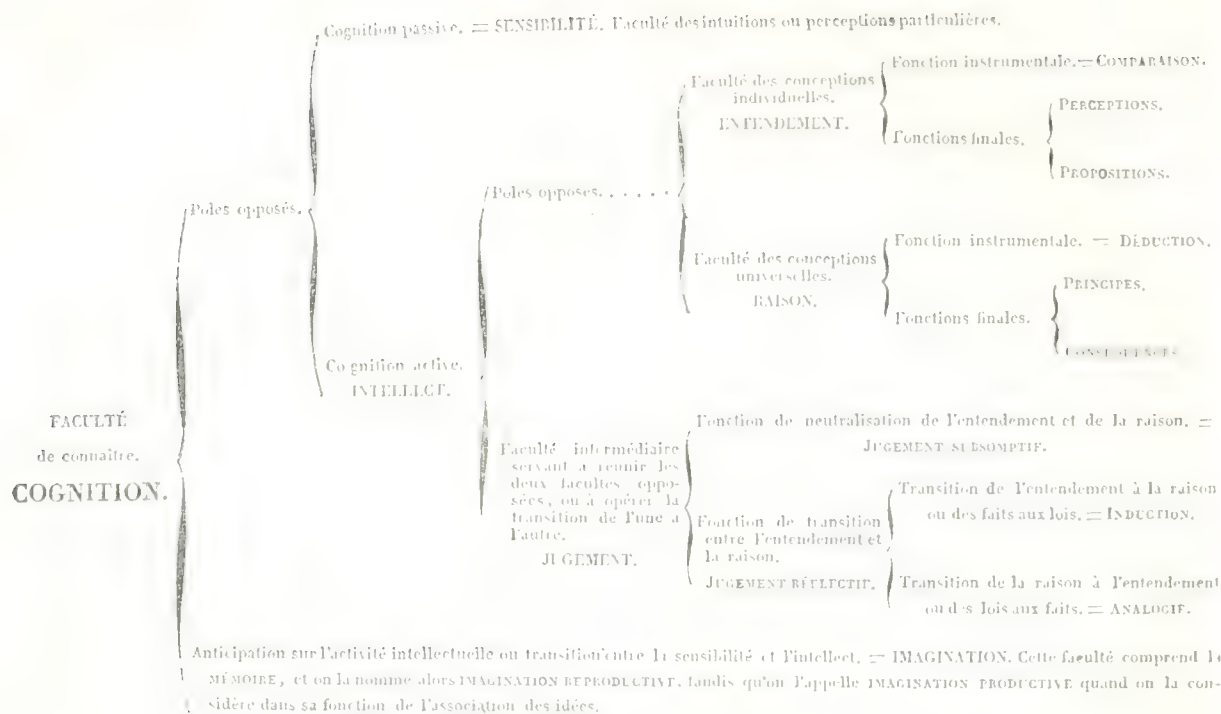 Cognition passive. = SENSIBILITÉ. Faculté des intuitions ou perceptions particulières.
Faculté des conceptions
individuelles.
ENTENDEMENT.
Fonction instrumentale. = COMPARAISON.
Fonctions finales.
PERCEPTIONS.
PROPOSITIONS.
Poles opposés.
Poles opposés. . . . . .
Faculté des conceptions
universelles.
RAISON.
Fonction instrumentale. = DÉDUCTION.
Fonctions finales.
PRINCIPES.
CONSEQUENCES
Cognition active.
INTELLECT.
FACULTÉ
de connaître.
COGNITION.
Faculté intermédiaire
servant a reunir les
deux facultes oppo-
sées, ou à opérer la
transition de l'une a
l'autre.
JUGEMENT.
Fonction de neutralisation de l'entendement et de la raison. =
JUGEMENT SUBSOMPTIF.
Fonction de transition
entre l'entendement et
la raison.
JUGEMENT RÉFLECTIF.
Transition de l'entendement à la raison
ou des faits aux lois. = INDUCTION.
Transition de la raison à l'entendement
ou des lois aux faits. = ANALOGIE.
Anticipation sur l'activité intellectuelle ou transition entre la sensibilité et l'intellect. = IMAGINATION. Cette faculté comprend la
MÉMOIRE, et on la nomme alors IMAGINATION REPRODUCTIVE, tandis qu'on l'appelle IMAGINATION PRODUCTIVE quand on la con-
sidère dans sa fonction de l'association des idées.